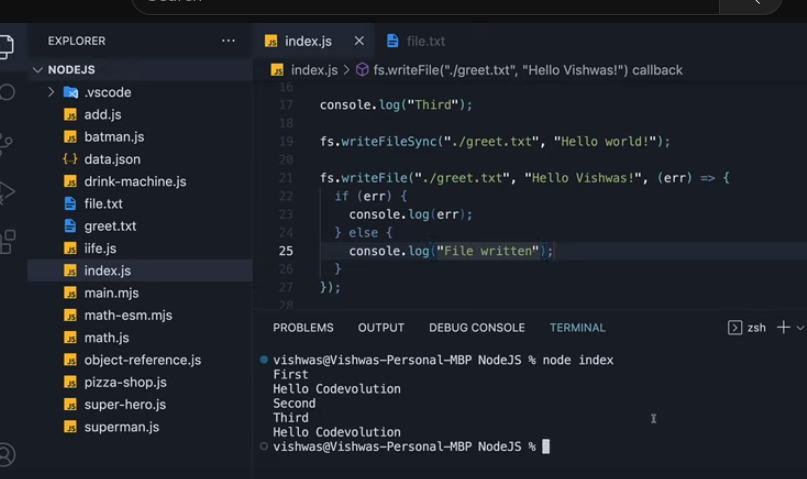 Search
EXPLORER ...
NODEJS
.vscode
add.js
batman.js
data.json
drink-machine.js
file.txt
greet.txt
iife.js
index.js
main.mjs
math-esm.mjs
math.js
object-reference.js
pizza-shop.js
super-hero.js
superman.js
index.js file.txt
index.js > fs.writeFile("./greet.txt", "Hello Vishwas!") callback
16
17 console.log("Third");
18
19 fs.writeFileSync("./greet.txt", "Hello world!");
20
21 fs.writeFile("./greet.txt", "Hello Vishwas!", (err) => {
22 if (err) {
23 console.log(err);
24 } else {
25 console.log("File written");
26 }
27 });
28
PROBLEMS OUTPUT DEBUG CONSOLE TERMINAL zsh
vishwas@Vishwas-Personal-MBP NodeJS % node index
First
Hello Codevolution
Second
Third
Hello Codevolution
vishwas@Vishwas-Personal-MBP NodeJS %